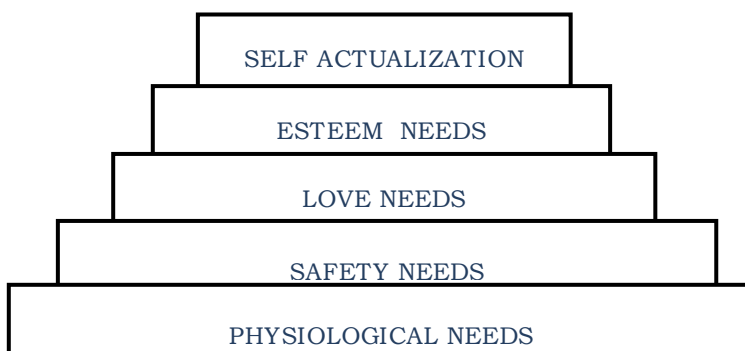 SELF ACTUALIZATION
ESTEEM  NEEDS
LOVE NEEDS
SAFETY NEEDS
PHYSIOLOGICAL NEEDS